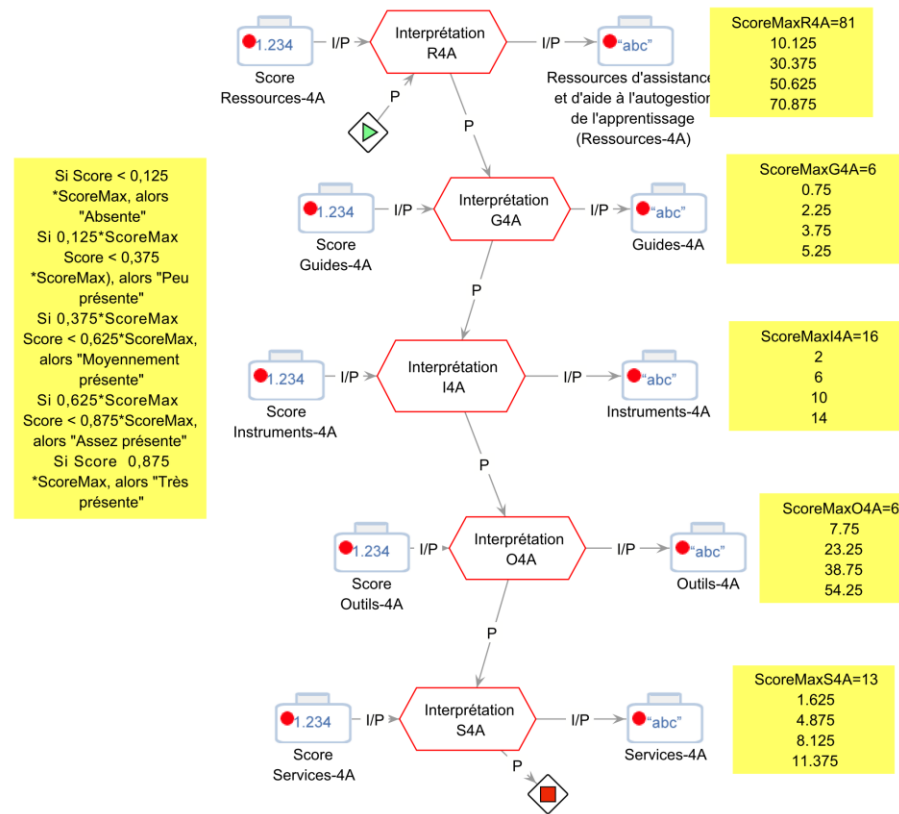 1.234
I/P
Interprétation
R4A
I/P
“abc”
Score
Ressources-4A
Ressources d'assistance
et d'aide à l'autogestion
de l'apprentissage
(Ressources-4A)
P
P
ScoreMaxR4A=81
10.125
30.375
50.625
70.875
Si Score < 0,125
*ScoreMax, alors
"Absente"
Si 0,125*ScoreMax
Score < 0,375
*ScoreMax), alors "Peu
présente"
Si 0,375*ScoreMax
Score < 0,625*ScoreMax,
alors "Moyennement
présente"
Si 0,625*ScoreMax
Score < 0,875*ScoreMax,
alors "Assez présente"
Si Score 0,875
*ScoreMax, alors "Très
présente"
1.234
I/P
Interprétation
G4A
I/P
“abc”
Score
Guides-4A
Guides-4A
P
ScoreMaxG4A=6
0.75
2.25
3.75
5.25
1.234
I/P
Interprétation
I4A
I/P
“abc”
Score
Instruments-4A
Instruments-4A
P
ScoreMaxI4A=16
2
6
10
14
1.234
I/P
Interprétation
O4A
I/P
“abc”
Score
Outils-4A
Outils-4A
P
ScoreMaxO4A=6
7.75
23.25
38.75
54.25
1.234
I/P
Interprétation
S4A
I/P
“abc”
Score
Services-4A
Services-4A
P
ScoreMaxS4A=13
1.625
4.875
8.125
11.375